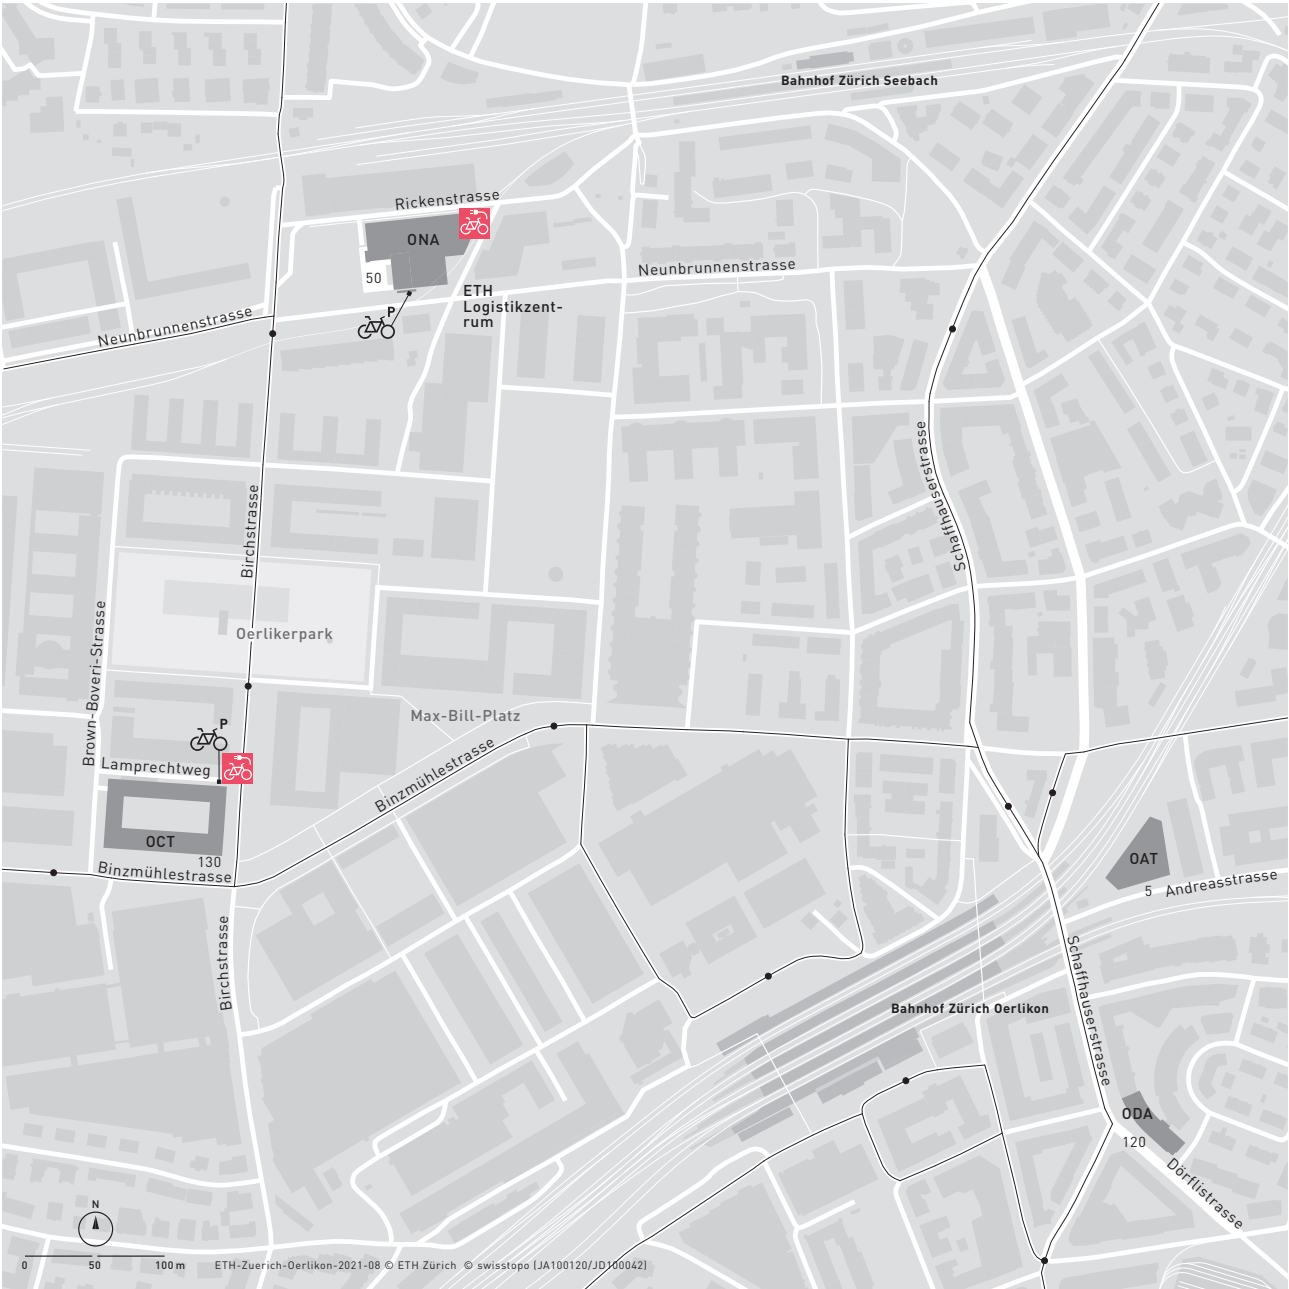 Bahnhof Zürich Seebach
Rickenstrasse
ONA
50
Neunbrunnenstrasse
ETH
Logistikzent-
rum
P
Neunbrunnenstrasse
Schaffhauserstrasse
Birchstrasse
Brown-Boveri-Strasse
Oerlikerpark
Max-Bill-Platz
P
Lamprechtweg
Binzmühlestrasse
OCT
130
Binzmühlestrasse
OAT
5
Andreasstrasse
Birchstrasse
Schaffhauserstrasse
Bahnhof Zürich Oerlikon
ODA
120
Dörflistrasse
N
0 50 100 m
ETH-Zuerich-Oerlikon-2021-08 © ETH Zürich © swisstopo (JA100120/JD100042)